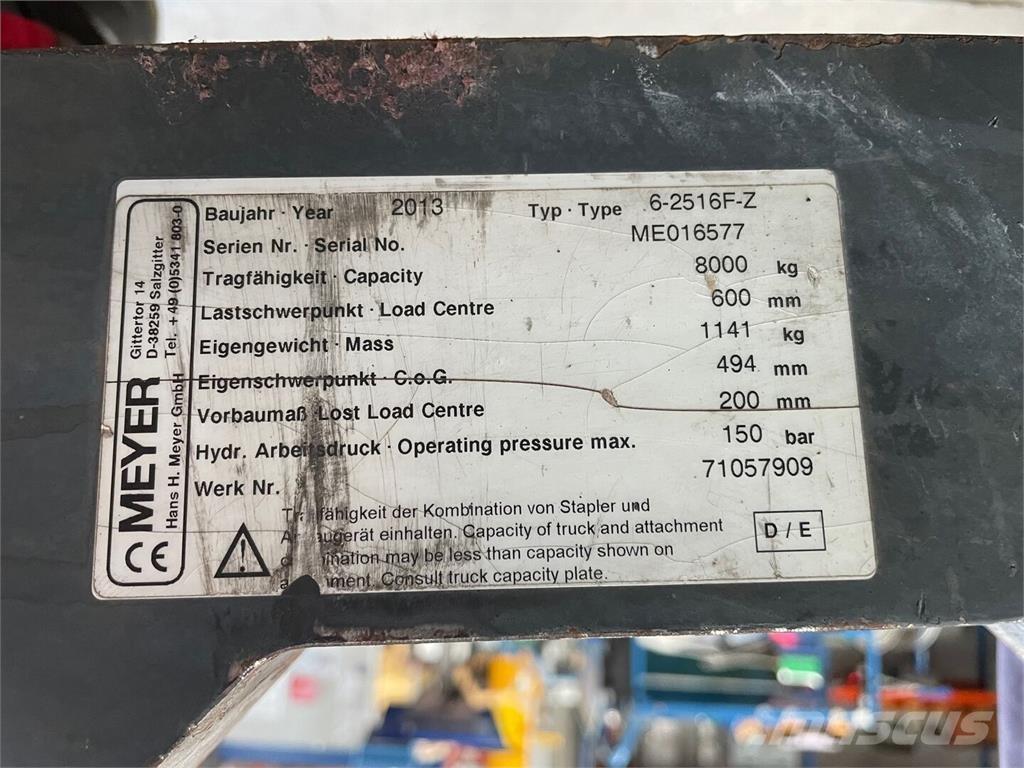 MEYER
Hans H. Meyer GmbH
Gittertor 14
D-38259 Salzgitter
Tel. +49 (0)5341 803-0
CE
Baujahr · Year 2013 Typ · Type 6-2516F-Z
Serien Nr. · Serial No. ME016577
Tragfähigkeit · Capacity 8000 kg
Lastschwerpunkt · Load Centre 600 mm
Eigengewicht · Mass 1141 kg
Eigenschwerpunkt · C.o.G. 494 mm
Vorbaumaß · Lost Load Centre 200 mm
Hydr. Arbeitsdruck · Operating pressure max. 150 bar
Werk Nr. 71057909
der Kombination von Stapler und
einhalten. Capacity of truck and attachment
may be less than capacity shown on
Consult truck capacity plate.
D / E
mascus